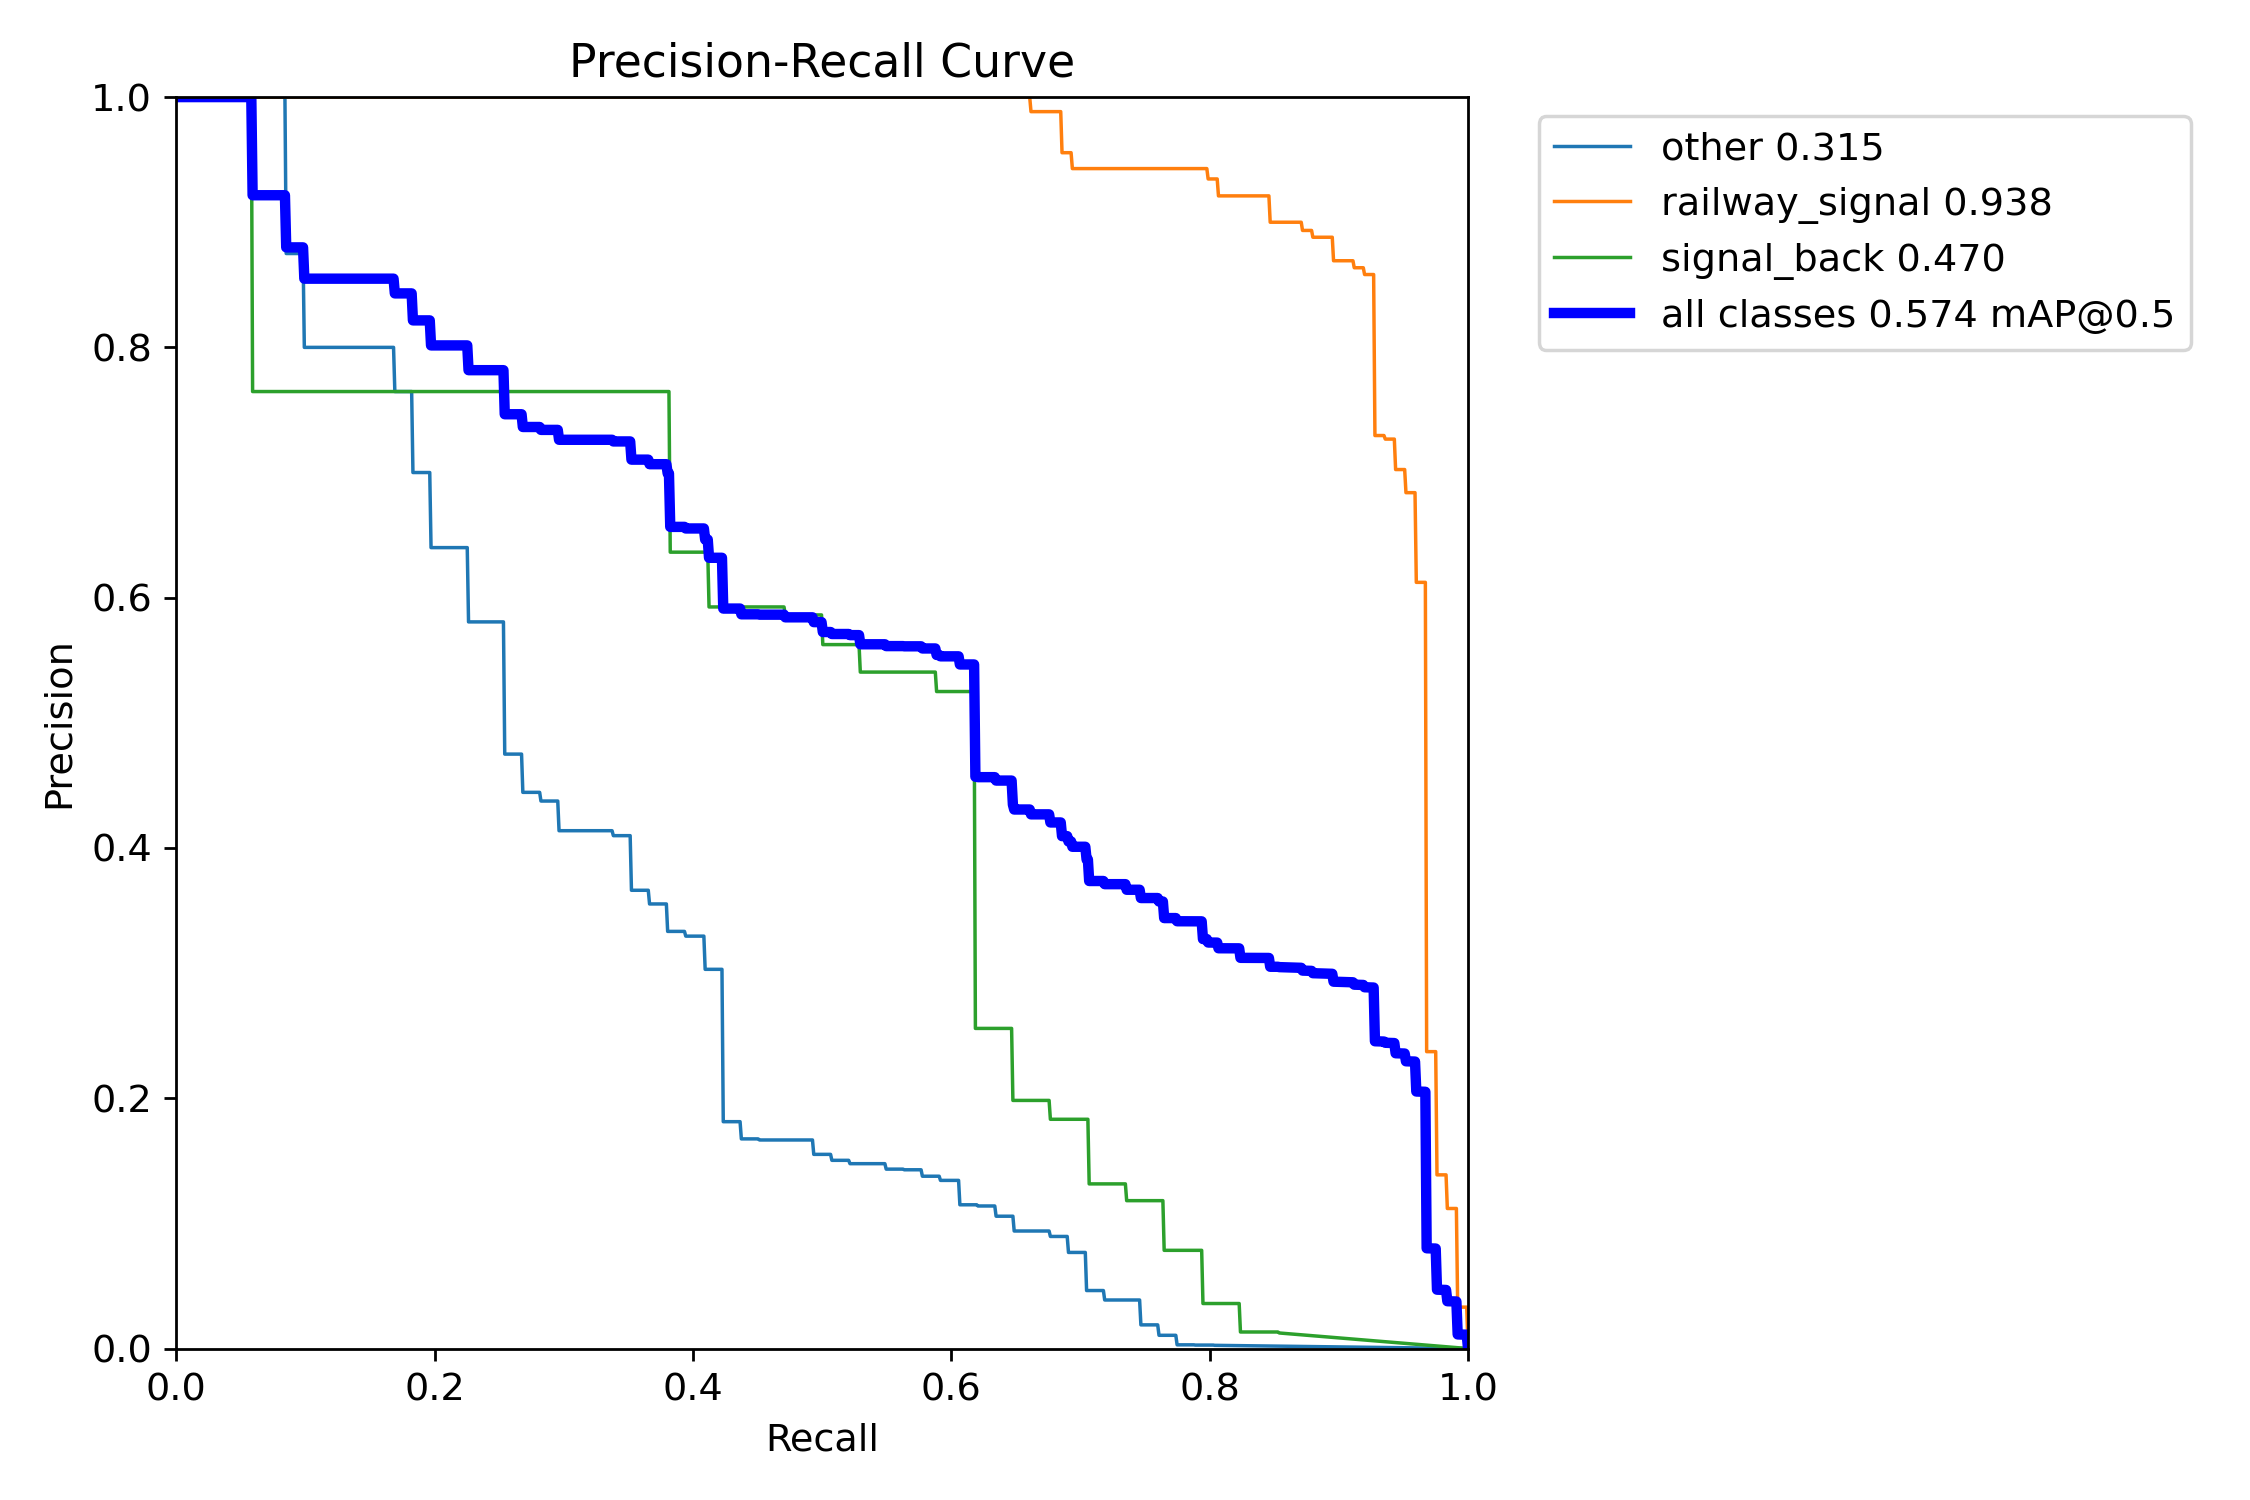 Precision-Recall Curve
1.0
0.8
0.6
0.4
0.2
0.0
Precision
0.0 0.2 0.4 0.6 0.8 1.0
Recall
other 0.315
railway_signal 0.938
signal_back 0.470
all classes 0.574 mAP@0.5